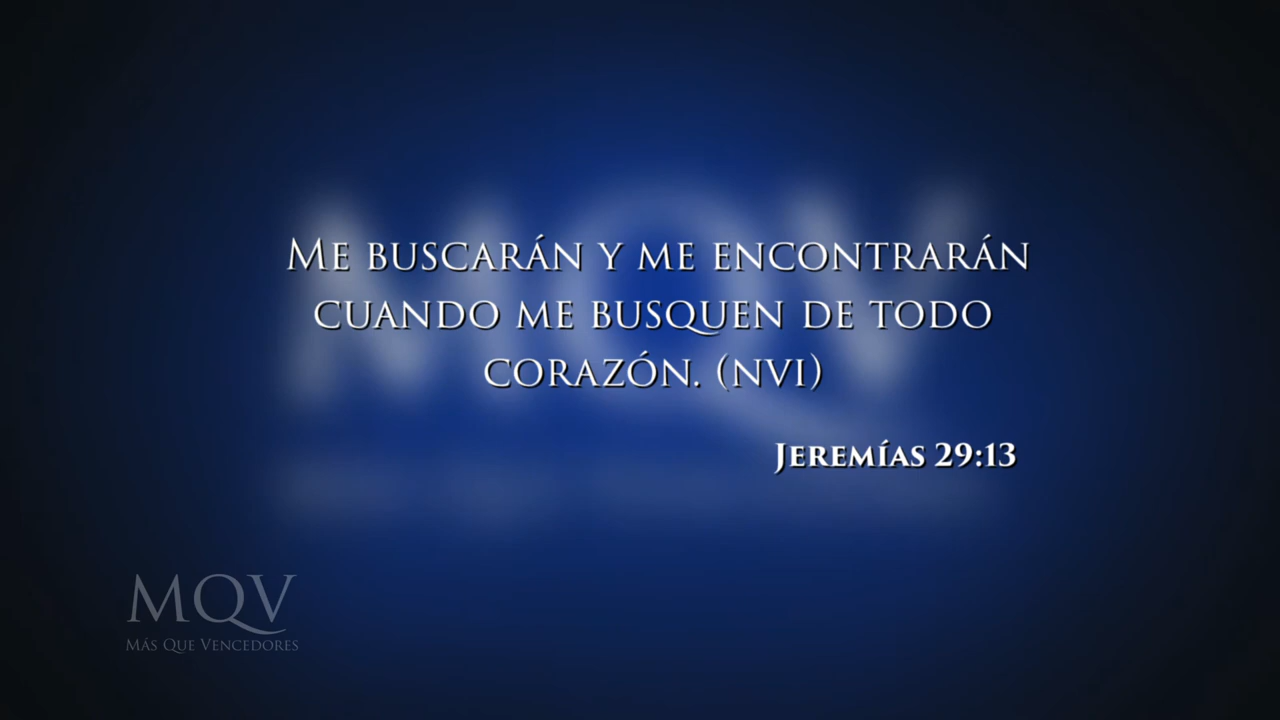 Me buscarán y me encontrarán
cuando me busquen de todo
corazón. (nvi)
Jeremías 29:13
MQV
Más Que Vencedores